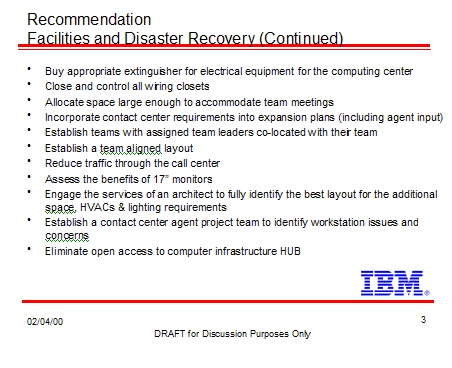 Recommendation
Facilities and Disaster Recovery (Continued)
• Buy appropriate extinguisher for electrical equipment for the computing center
• Close and control all wiring closets
• Allocate space large enough to accommodate team meetings
• Incorporate contact center requirements into expansion plans (including agent input)
• Establish teams with assigned team leaders co-located with their team
• Establish a team aligned layout
• Reduce traffic through the call center
• Assess the benefits of 17" monitors
• Engage the services of an architect to fully identify the best layout for the additional
space, HVACs & lighting requirements
• Establish a contact center agent project team to identify workstation issues and
concerns
• Eliminate open access to computer infrastructure HUB
IBM®
02/04/00
3
DRAFT for Discussion Purposes Only